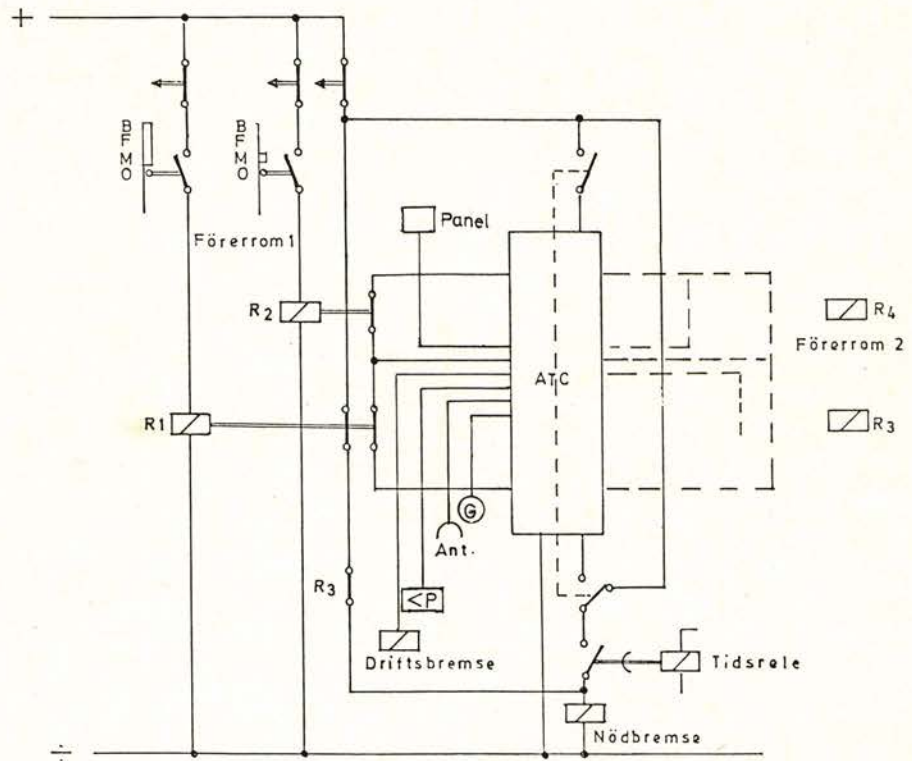 +
B
F
M
O
B
F
M
O
Förerrom 1
Panel
R2
R4
Förerrom 2
ATC
R1
R3
G
Ant.
R3
<P
Driftsbremse
Tidsrele
Nödbremse
÷